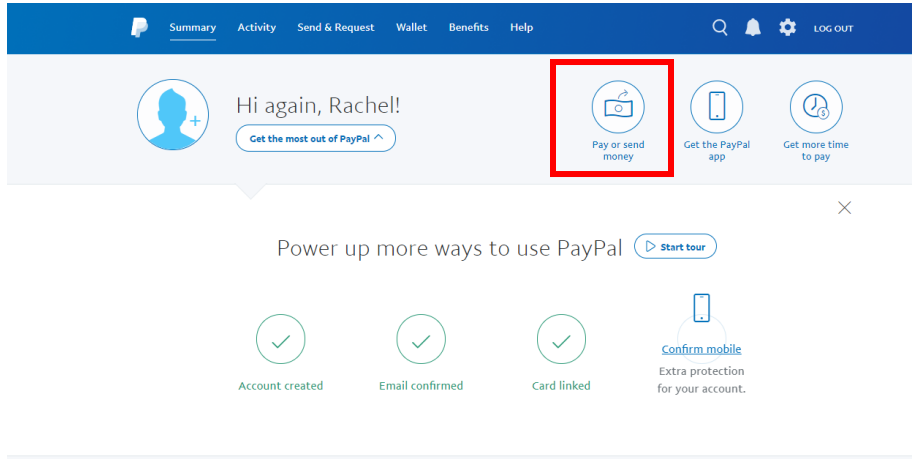 Summary Activity Send & Request Wallet Benefits Help LOG OUT
Hi again, Rachel!
Get the most out of PayPal
Pay or send
money
Get the PayPal
app
Get more time
to pay
Power up more ways to use PayPal
Start tour
Account created
Email confirmed
Card linked
Confirm mobile
Extra protection
for your account.